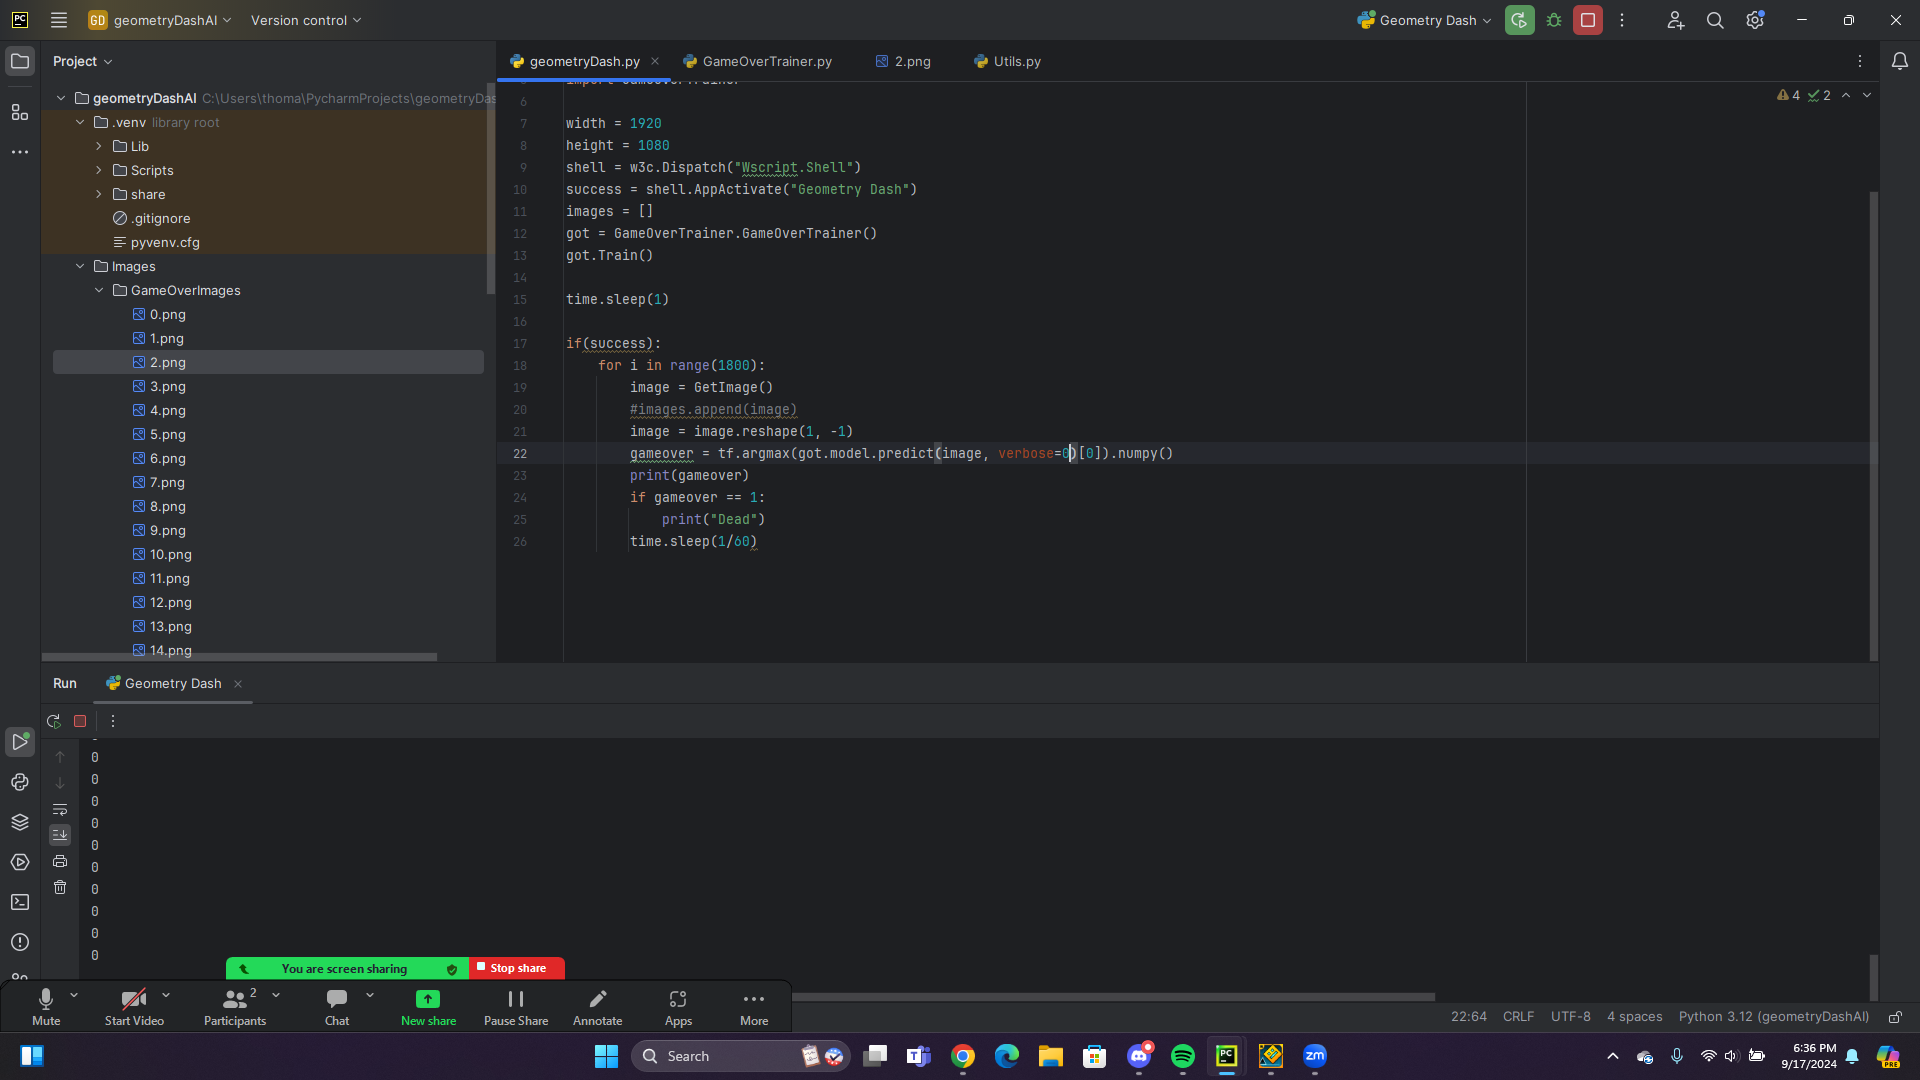 PC
GD geometryDashAI Version control Geometry Dash
Project
geometryDash.py GameOverTrainer.py 2.png Utils.py
geometryDashAI C:\Users\thoma\PycharmProjects\geometryDas
.venv library root
Lib
Scripts
share
.gitignore
pyvenv.cfg
Images
GameOverImages
0.png
1.png
2.png
3.png
4.png
5.png
6.png
7.png
8.png
9.png
10.png
11.png
12.png
13.png
14.png
4 2
import GameOverTrainer
6
7 width = 1920
8 height = 1080
9 shell = w3c.Dispatch("Wscript.Shell")
10 success = shell.AppActivate("Geometry Dash")
11 images = []
12 got = GameOverTrainer.GameOverTrainer()
13 got.Train()
14
15 time.sleep(1)
16
17 if(success):
18 for i in range(1800):
19 image = GetImage()
20 #images.append(image)
21 image = image.reshape(1, -1)
22 gameover = tf.argmax(got.model.predict(image, verbose=0)[0]).numpy()
23 print(gameover)
24 if gameover == 1:
25 print("Dead")
26 time.sleep(1/60)
Run Geometry Dash
0
0
0
0
0
0
0
0
0
0
You are screen sharing Stop share
2
Mute Start Video Participants Chat New share Pause Share Annotate Apps More
22:64 CRLF UTF-8 4 spaces Python 3.12 (geometryDashAI)
Search
PC
zm
6:36 PM
9/17/2024
PRE